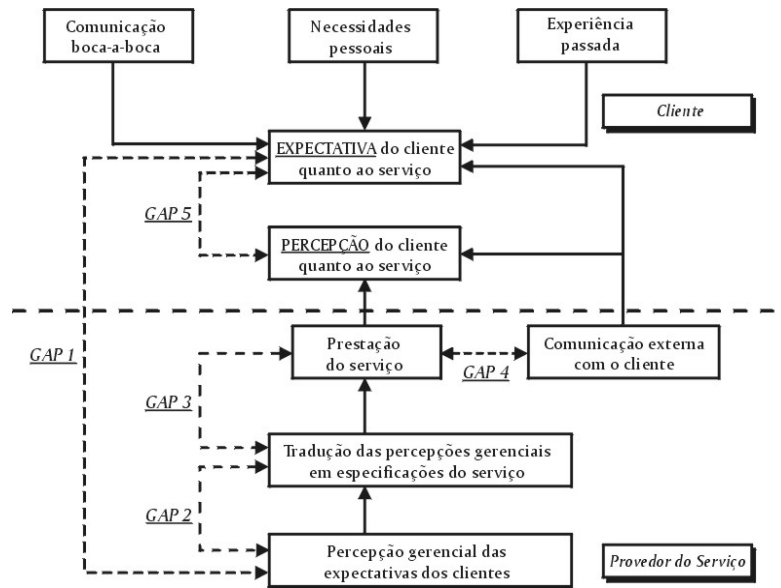 Comunicação
boca-a-boca
Necessidades
pessoais
Experiência
passada
Cliente
EXPECTATIVA do cliente
quanto ao serviço
GAP 5
PERCEPÇÃO do cliente
quanto ao serviço
GAP 1
Prestação
do serviço
GAP 4
Comunicação externa
com o cliente
GAP 3
Tradução das percepções gerenciais
em especificações do serviço
GAP 2
Percepção gerencial das
expectativas dos clientes
Provedor do Serviço